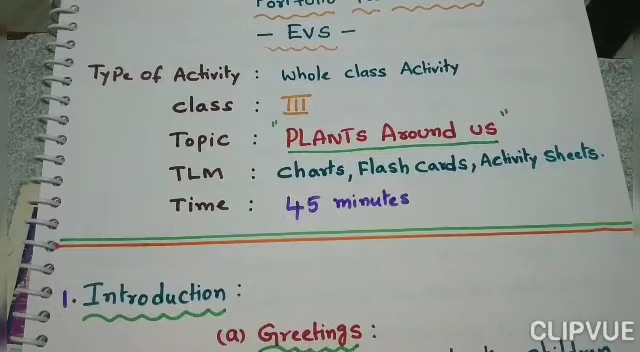 - EVS -
Type of Activity : Whole class Activity
class : III
Topic : "PLANTS Around us"
TLM : charts, Flash cards, Activity sheets.
Time : 45 minutes
1. Introduction :
(a) Greetings :
children
CLIPVUE